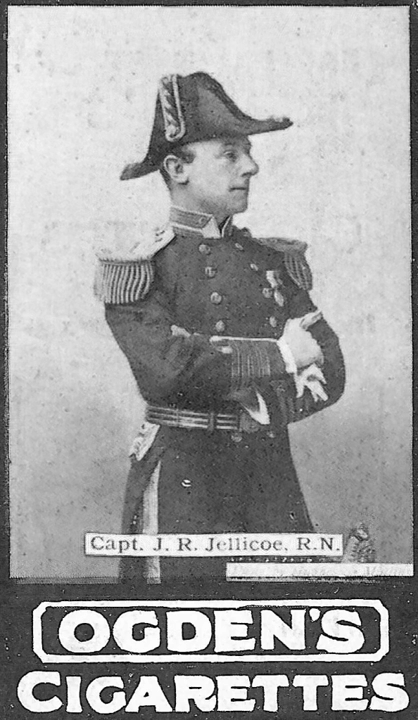 Capt. J. R. Jellicoe, R.N.
OGDEN'S
CIGARETTES